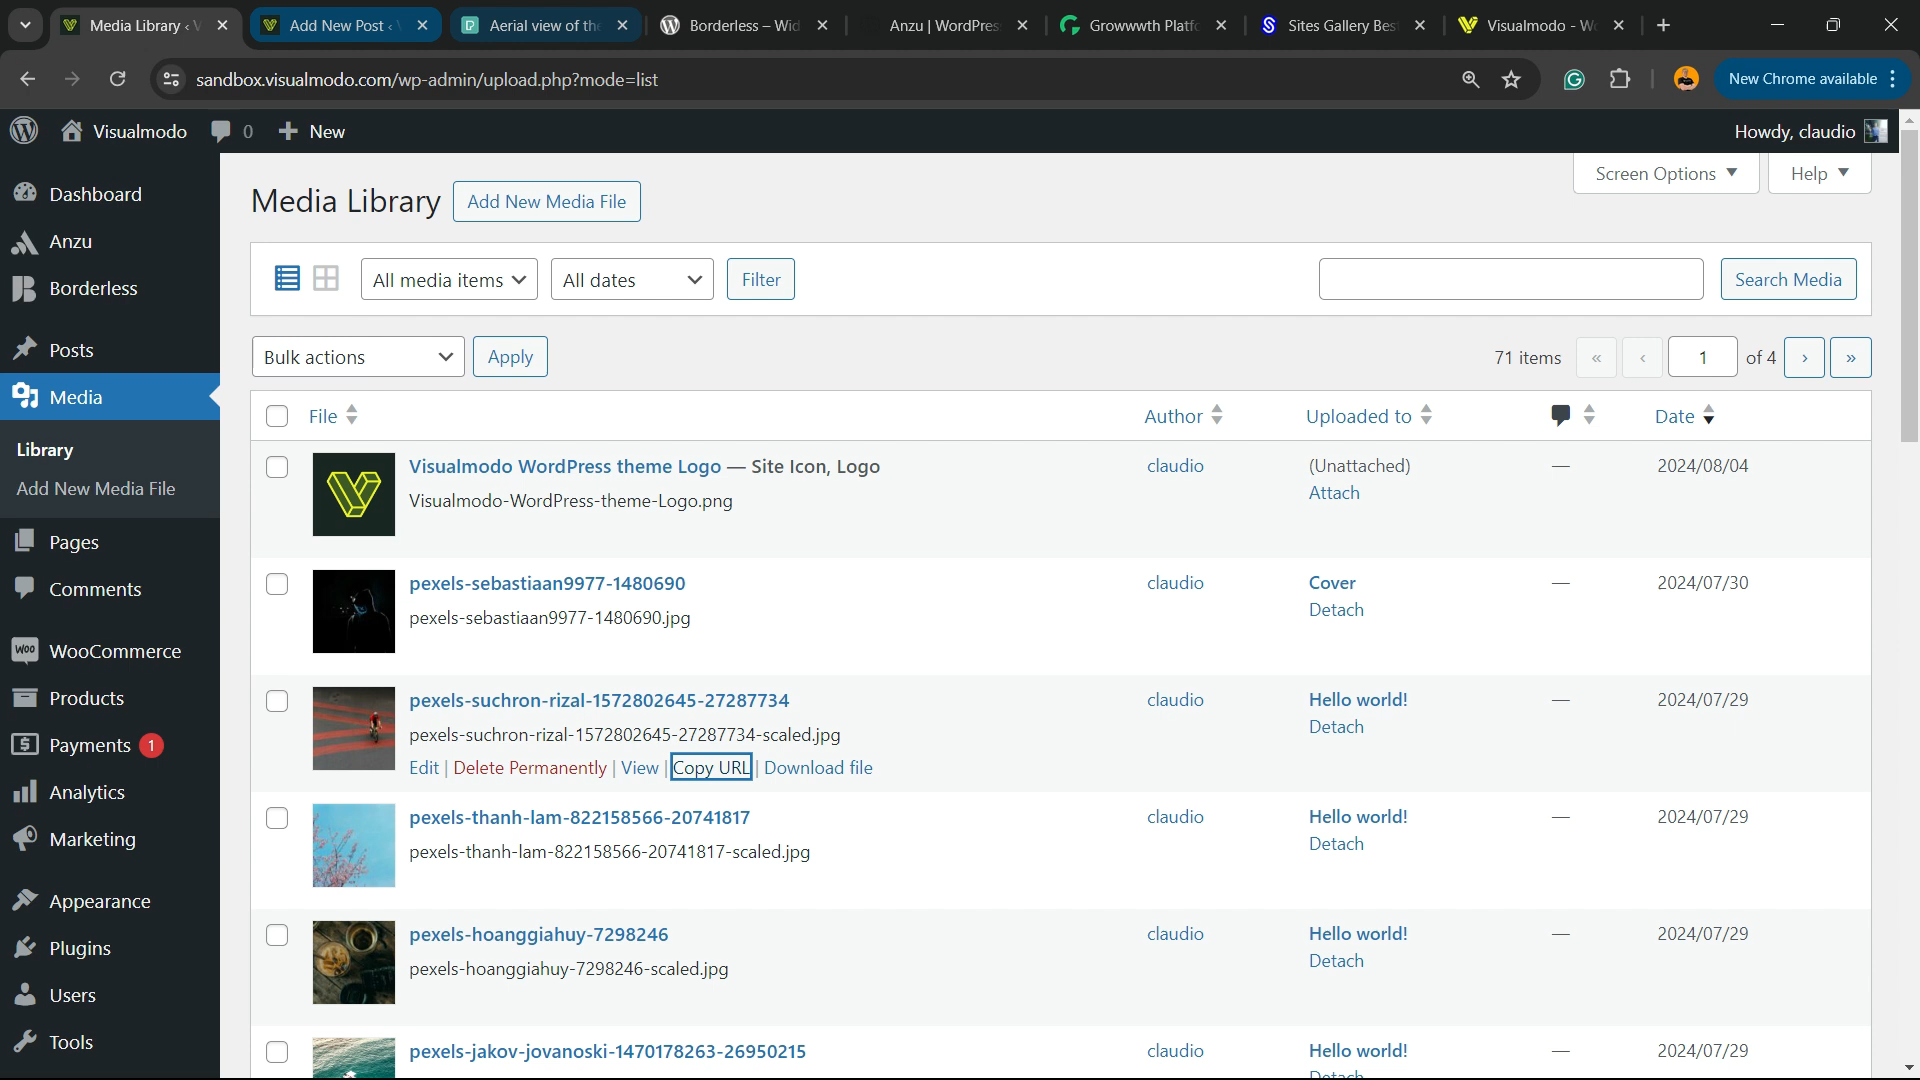 Media Library ‹ V
Add New Post ‹
Aerial view of the
Borderless – Wid
Anzu | WordPres
Growwwth Platfo
Sites Gallery Bes
Visualmodo - Wo
sandbox.visualmodo.com/wp-admin/upload.php?mode=list
New Chrome available
Visualmodo
0
New
Howdy, claudio
Dashboard
Anzu
Borderless
Posts
Media
Library
Add New Media File
Pages
Comments
WOO WooCommerce
Products
Payments 1
Analytics
Marketing
Appearance
Plugins
Users
Tools
Screen Options
Help
Media Library
Add New Media File
All media items
All dates
Filter
Search Media
Bulk actions
Apply
71 items « ‹ 1 of 4 › »
File Author Uploaded to Date
Visualmodo WordPress theme Logo — Site Icon, Logo
Visualmodo-WordPress-theme-Logo.png
claudio
(Unattached)
Attach
—
2024/08/04
pexels-sebastiaan9977-1480690
pexels-sebastiaan9977-1480690.jpg
claudio
Cover
Detach
—
2024/07/30
pexels-suchron-rizal-1572802645-27287734
pexels-suchron-rizal-1572802645-27287734-scaled.jpg
Edit | Delete Permanently | View | Copy URL | Download file
claudio
Hello world!
Detach
—
2024/07/29
pexels-thanh-lam-822158566-20741817
pexels-thanh-lam-822158566-20741817-scaled.jpg
claudio
Hello world!
Detach
—
2024/07/29
pexels-hoanggiahuy-7298246
pexels-hoanggiahuy-7298246-scaled.jpg
claudio
Hello world!
Detach
—
2024/07/29
pexels-jakov-jovanoski-1470178263-26950215
claudio
Hello world!
Detach
—
2024/07/29